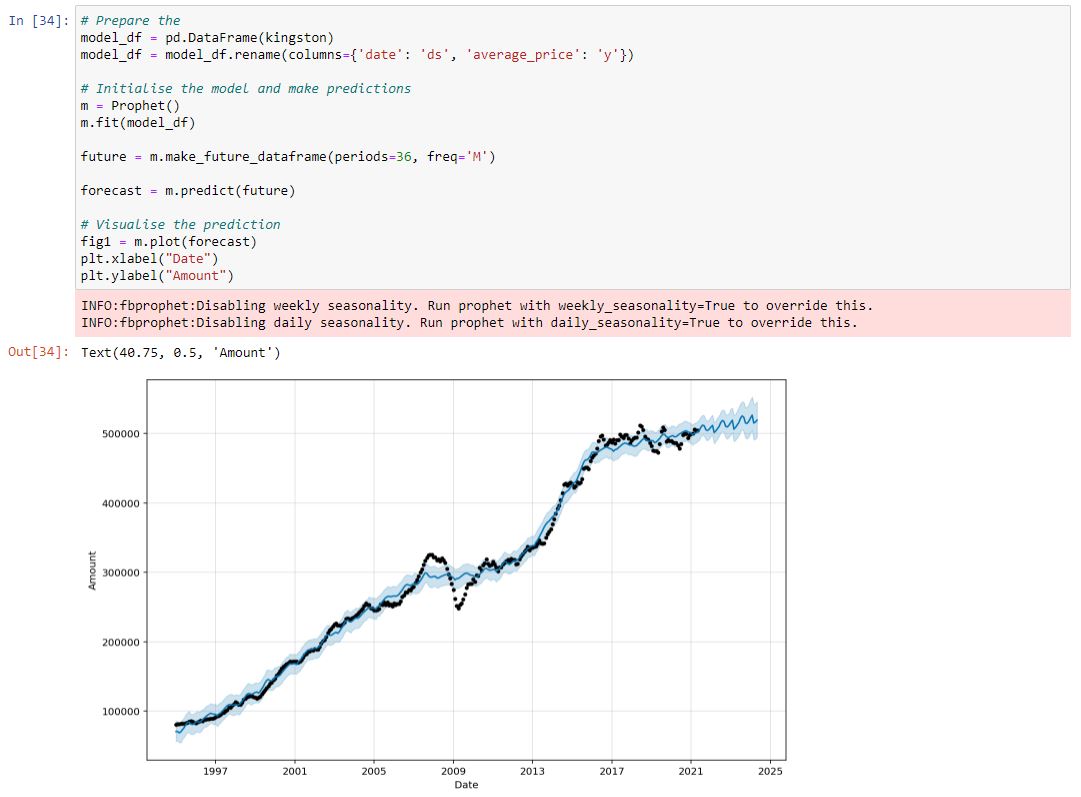 In [34]:
# Prepare the
model_df = pd.DataFrame(kingston)
model_df = model_df.rename(columns={'date': 'ds', 'average_price': 'y'})
# Initialise the model and make predictions
m = Prophet()
m.fit(model_df)
future = m.make_future_dataframe(periods=36, freq='M')
forecast = m.predict(future)
# Visualise the prediction
fig1 = m.plot(forecast)
plt.xlabel("Date")
plt.ylabel("Amount")
INFO:fbprophet:Disabling weekly seasonality. Run prophet with weekly_seasonality=True to override this.
INFO:fbprophet:Disabling daily seasonality. Run prophet with daily_seasonality=True to override this.
Out[34]: Text(40.75, 0.5, 'Amount')
500000
400000
300000
200000
100000
Amount
1997 2001 2005 2009 2013 2017 2021 2025
Date